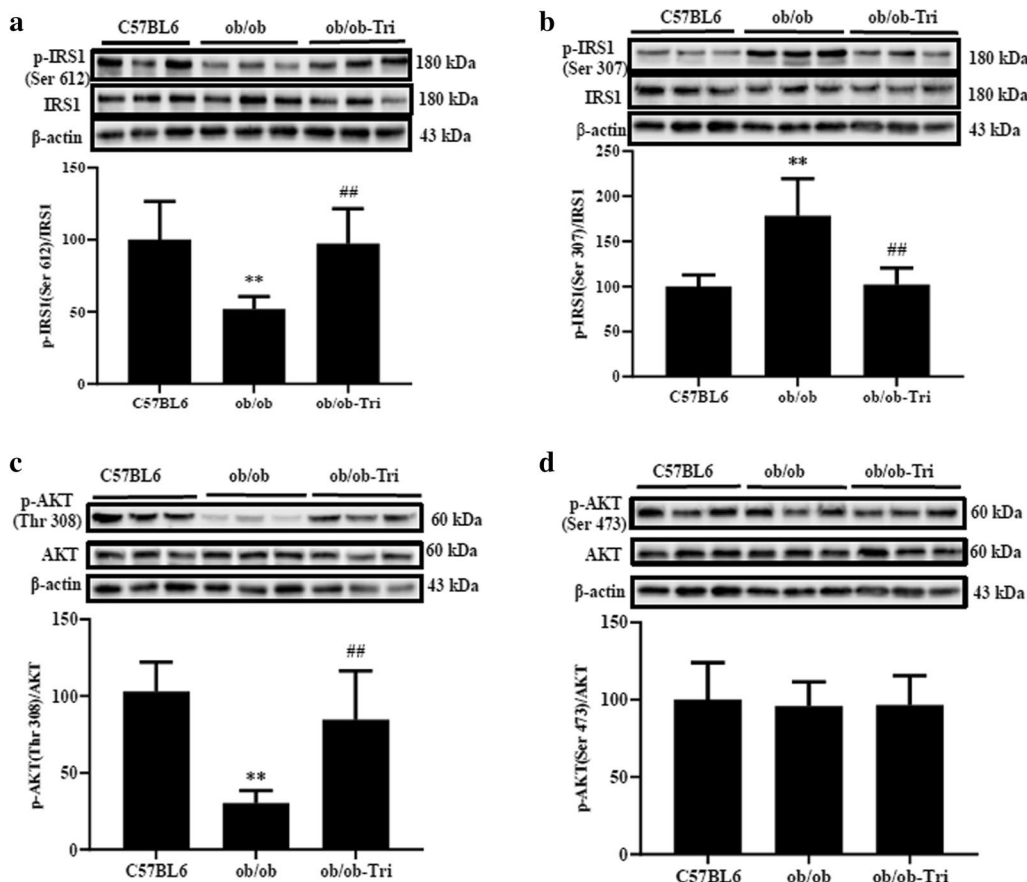 a
C57BL6 ob/ob ob/ob-Tri
p-IRS1
(Ser 612)
180 kDa
IRS1
180 kDa
β-actin
43 kDa
p-IRS1(Ser 612)/IRS1
150
100
50
0
**
##
C57BL6 ob/ob ob/ob-Tri
b
C57BL6 ob/ob ob/ob-Tri
p-IRS1
(Ser 307)
180 kDa
IRS1
180 kDa
β-actin
43 kDa
p-IRS1(Ser 307)/IRS1
250
200
150
100
50
0
**
##
C57BL6 ob/ob ob/ob-Tri
c
C57BL6 ob/ob ob/ob-Tri
p-AKT
(Thr 308)
60 kDa
AKT
60 kDa
β-actin
43 kDa
p-AKT(Thr 308)/AKT
150
100
50
0
**
##
C57BL6 ob/ob ob/ob-Tri
d
C57BL6 ob/ob ob/ob-Tri
p-AKT
(Ser 473)
60 kDa
AKT
60 kDa
β-actin
43 kDa
p-AKT(Ser 473)/AKT
150
100
50
0
C57BL6 ob/ob ob/ob-Tri